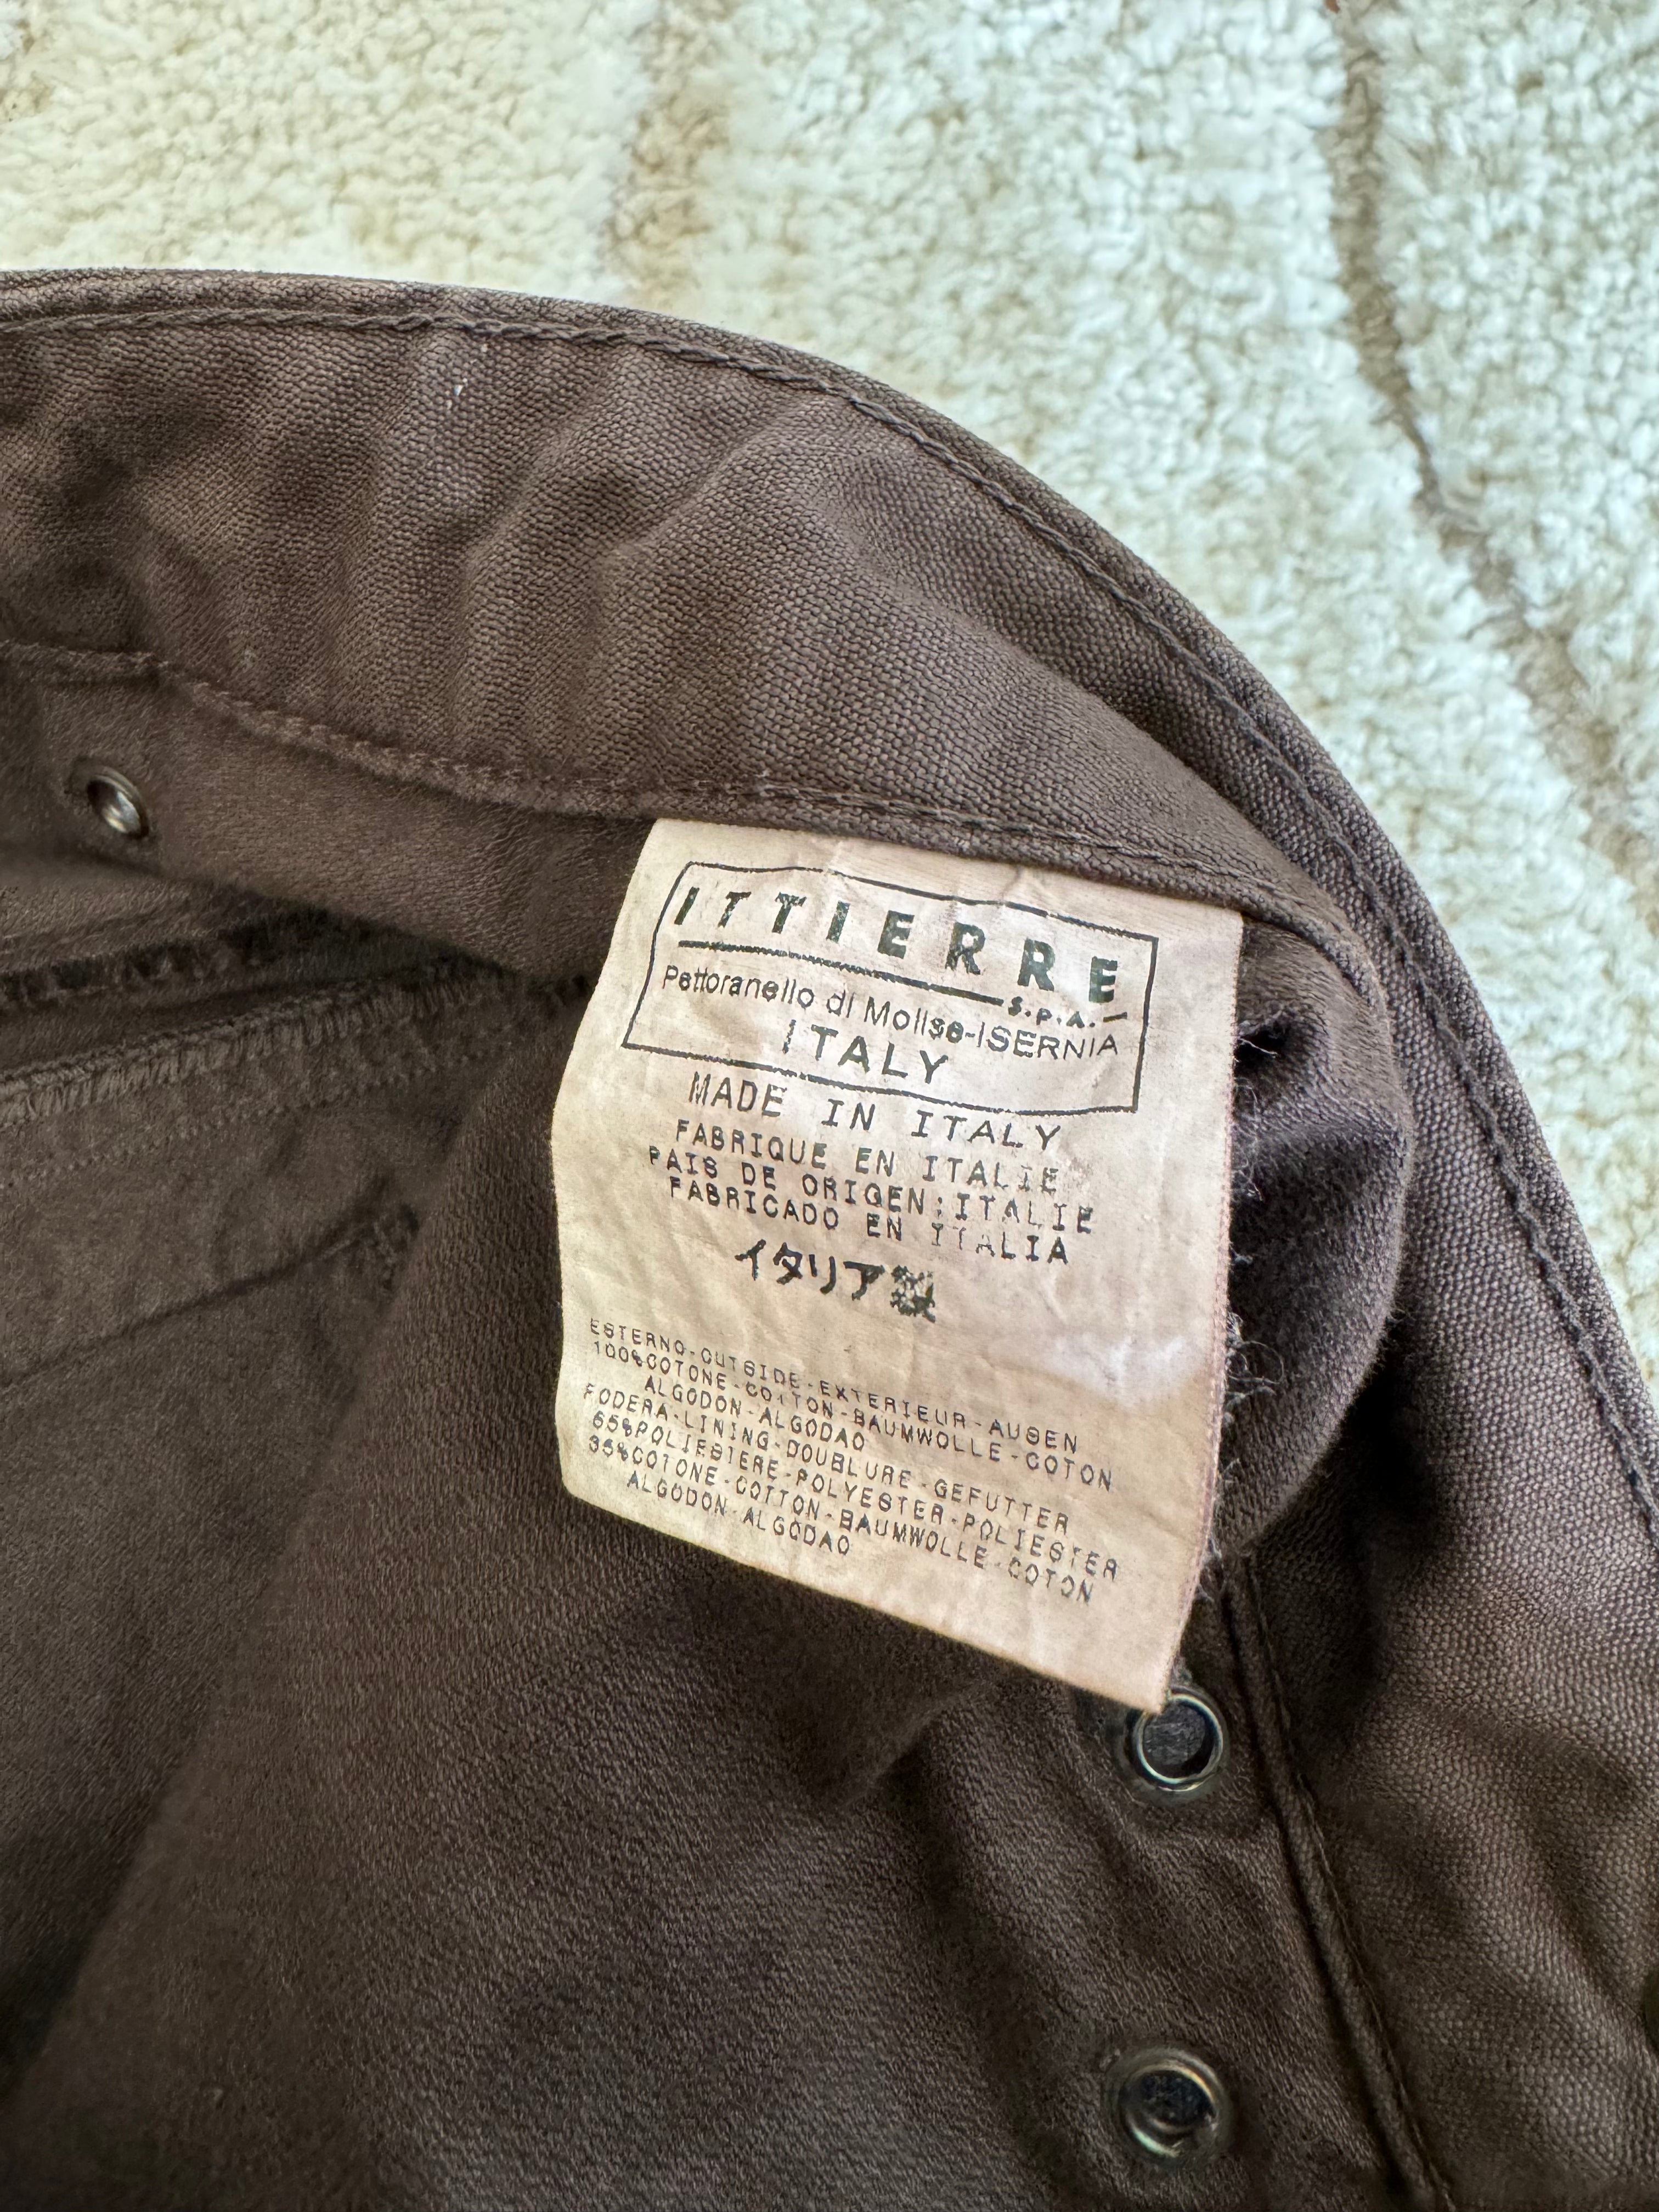 ITTIERRE
S.p.A.
Pettoranello di Molise-ISERNIA
ITALY
MADE IN ITALY
FABRIQUE EN ITALIE
PAIS DE ORIGEN:ITALIE
FABRICADO EN ITALIA
イタリア製
ESTERNO-OUTSIDE-EXTERIEUR-AUSEN
100%COTONE-COTTON-BAUMWOLLE-COTON
ALGODON-ALGODAO
FODERA-LINING-DOUBLURE-GEFUTTER
65%POLIESTERE-POLYESTER-POLIESTER
35%COTONE-COTTON-BAUMWOLLE-COTON
ALGODON-ALGODAO